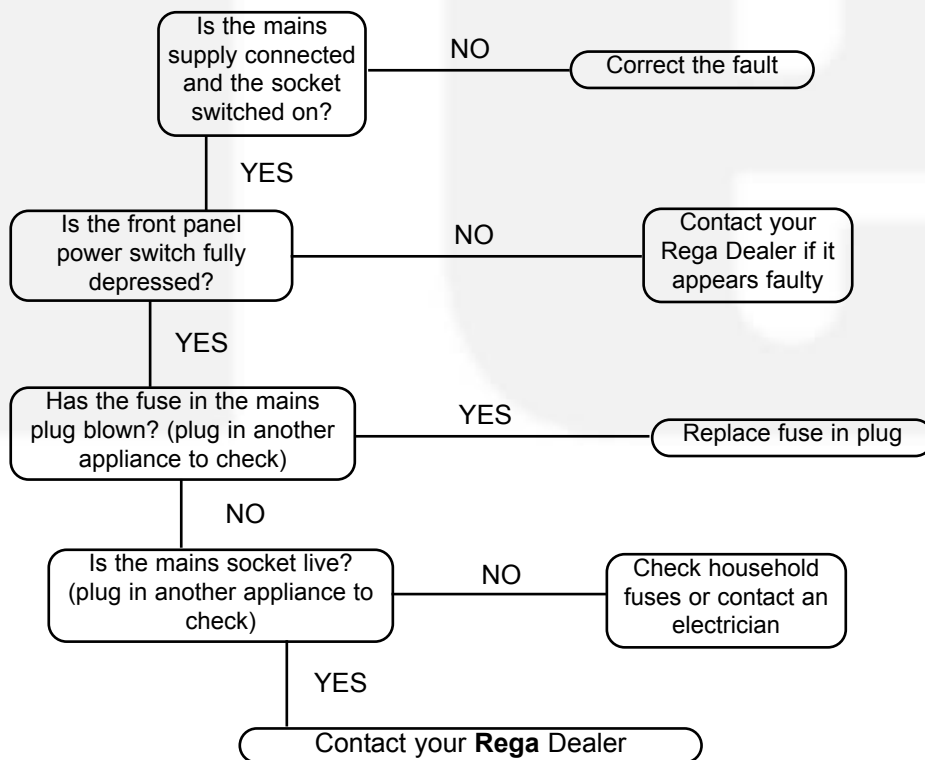 Is the mains
supply connected
and the socket
switched on?
NO
Correct the fault
YES
Is the front panel
power switch fully
depressed?
NO
Contact your
Rega Dealer if it
appears faulty
YES
Has the fuse in the mains
plug blown? (plug in another
appliance to check)
YES
Replace fuse in plug
NO
Is the mains socket live?
(plug in another appliance to
check)
NO
Check household
fuses or contact an
electrician
YES
Contact your Rega Dealer